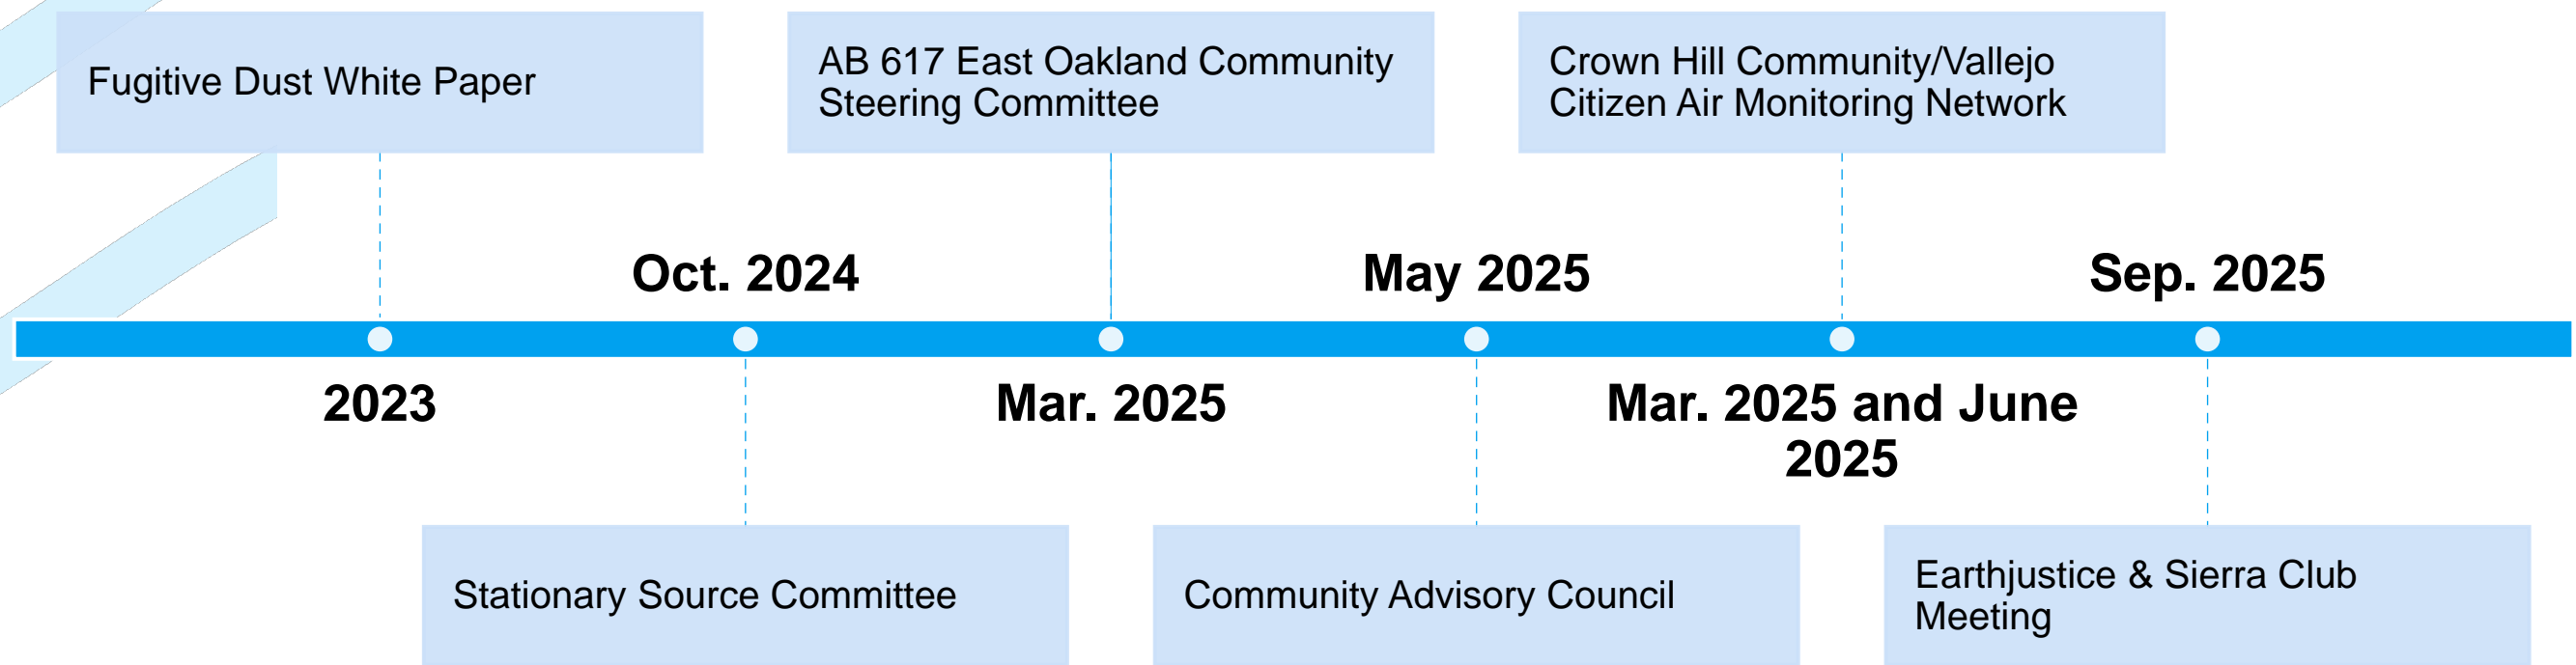 Fugitive Dust White Paper
AB 617 East Oakland Community
Steering Committee
Crown Hill Community/Vallejo
Citizen Air Monitoring Network
Oct. 2024
May 2025
Sep. 2025
2023
Mar. 2025
Mar. 2025 and June
2025
Stationary Source Committee
Community Advisory Council
Earthjustice & Sierra Club
Meeting